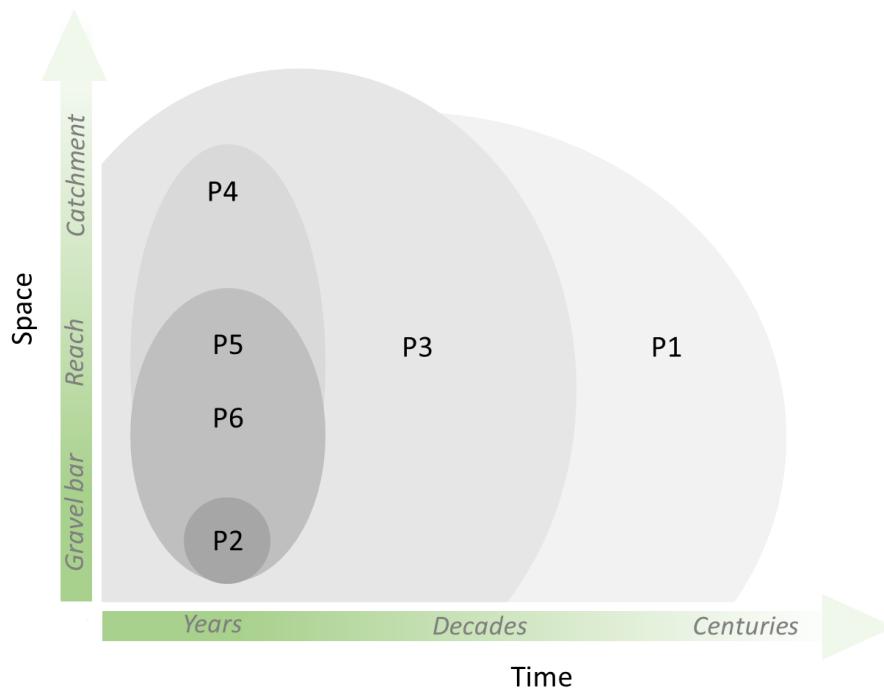 Catchment
P4
Space
Reach
P5
P3
P1
P6
Gravel bar
P2
Years
Decades
Centuries
Time